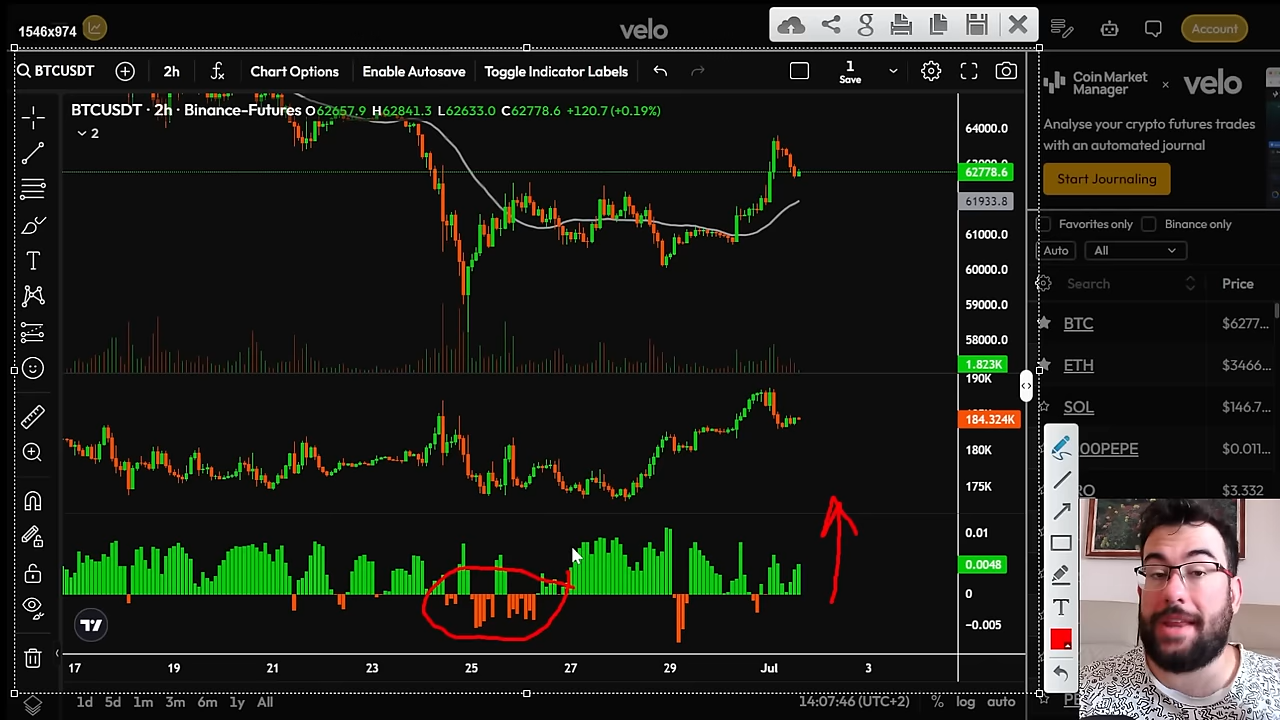 1546x974
velo
Account
BTCUSDT
2h
Chart Options
Enable Autosave
Toggle Indicator Labels
1
Save
BTCUSDT · 2h · Binance-Futures O62657.9 H62841.3 L62633.0 C62778.6 +120.7 (+0.19%)
2
64000.0
63000.0
62778.6
61933.8
61000.0
60000.0
59000.0
58000.0
1.823K
190K
184.324K
180K
175K
0.01
0.0048
0
−0.005
17
19
21
23
25
27
29
Jul
3
1d
5d
1m
3m
6m
1y
All
14:07:46 (UTC+2)
%
log
auto
Coin Market
Manager
×
velo
Analyse your crypto futures trades
with an automated journal
Start Journaling
Favorites only
Binance only
Auto
All
Search
Price
BTC
$6277...
ETH
$3466...
SOL
$146.7...
00PEPE
$0.011...
RO
$3.332
T